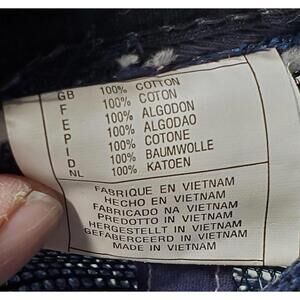 GB 100% COTTON
F 100% COTON
E 100% ALGODON
P 100% ALGODAO
I 100% COTONE
D 100% BAUMWOLLE
NL 100% KATOEN
FABRIQUE EN VIETNAM
HECHO EN VIETNAM
FABRICADO NA VIETNAM
PREDOTTO IN VIETNAM
HERGESTELLT IN VIETNAM
GEFABERCEERD IN VIETNAM
MADE IN VIETNAM